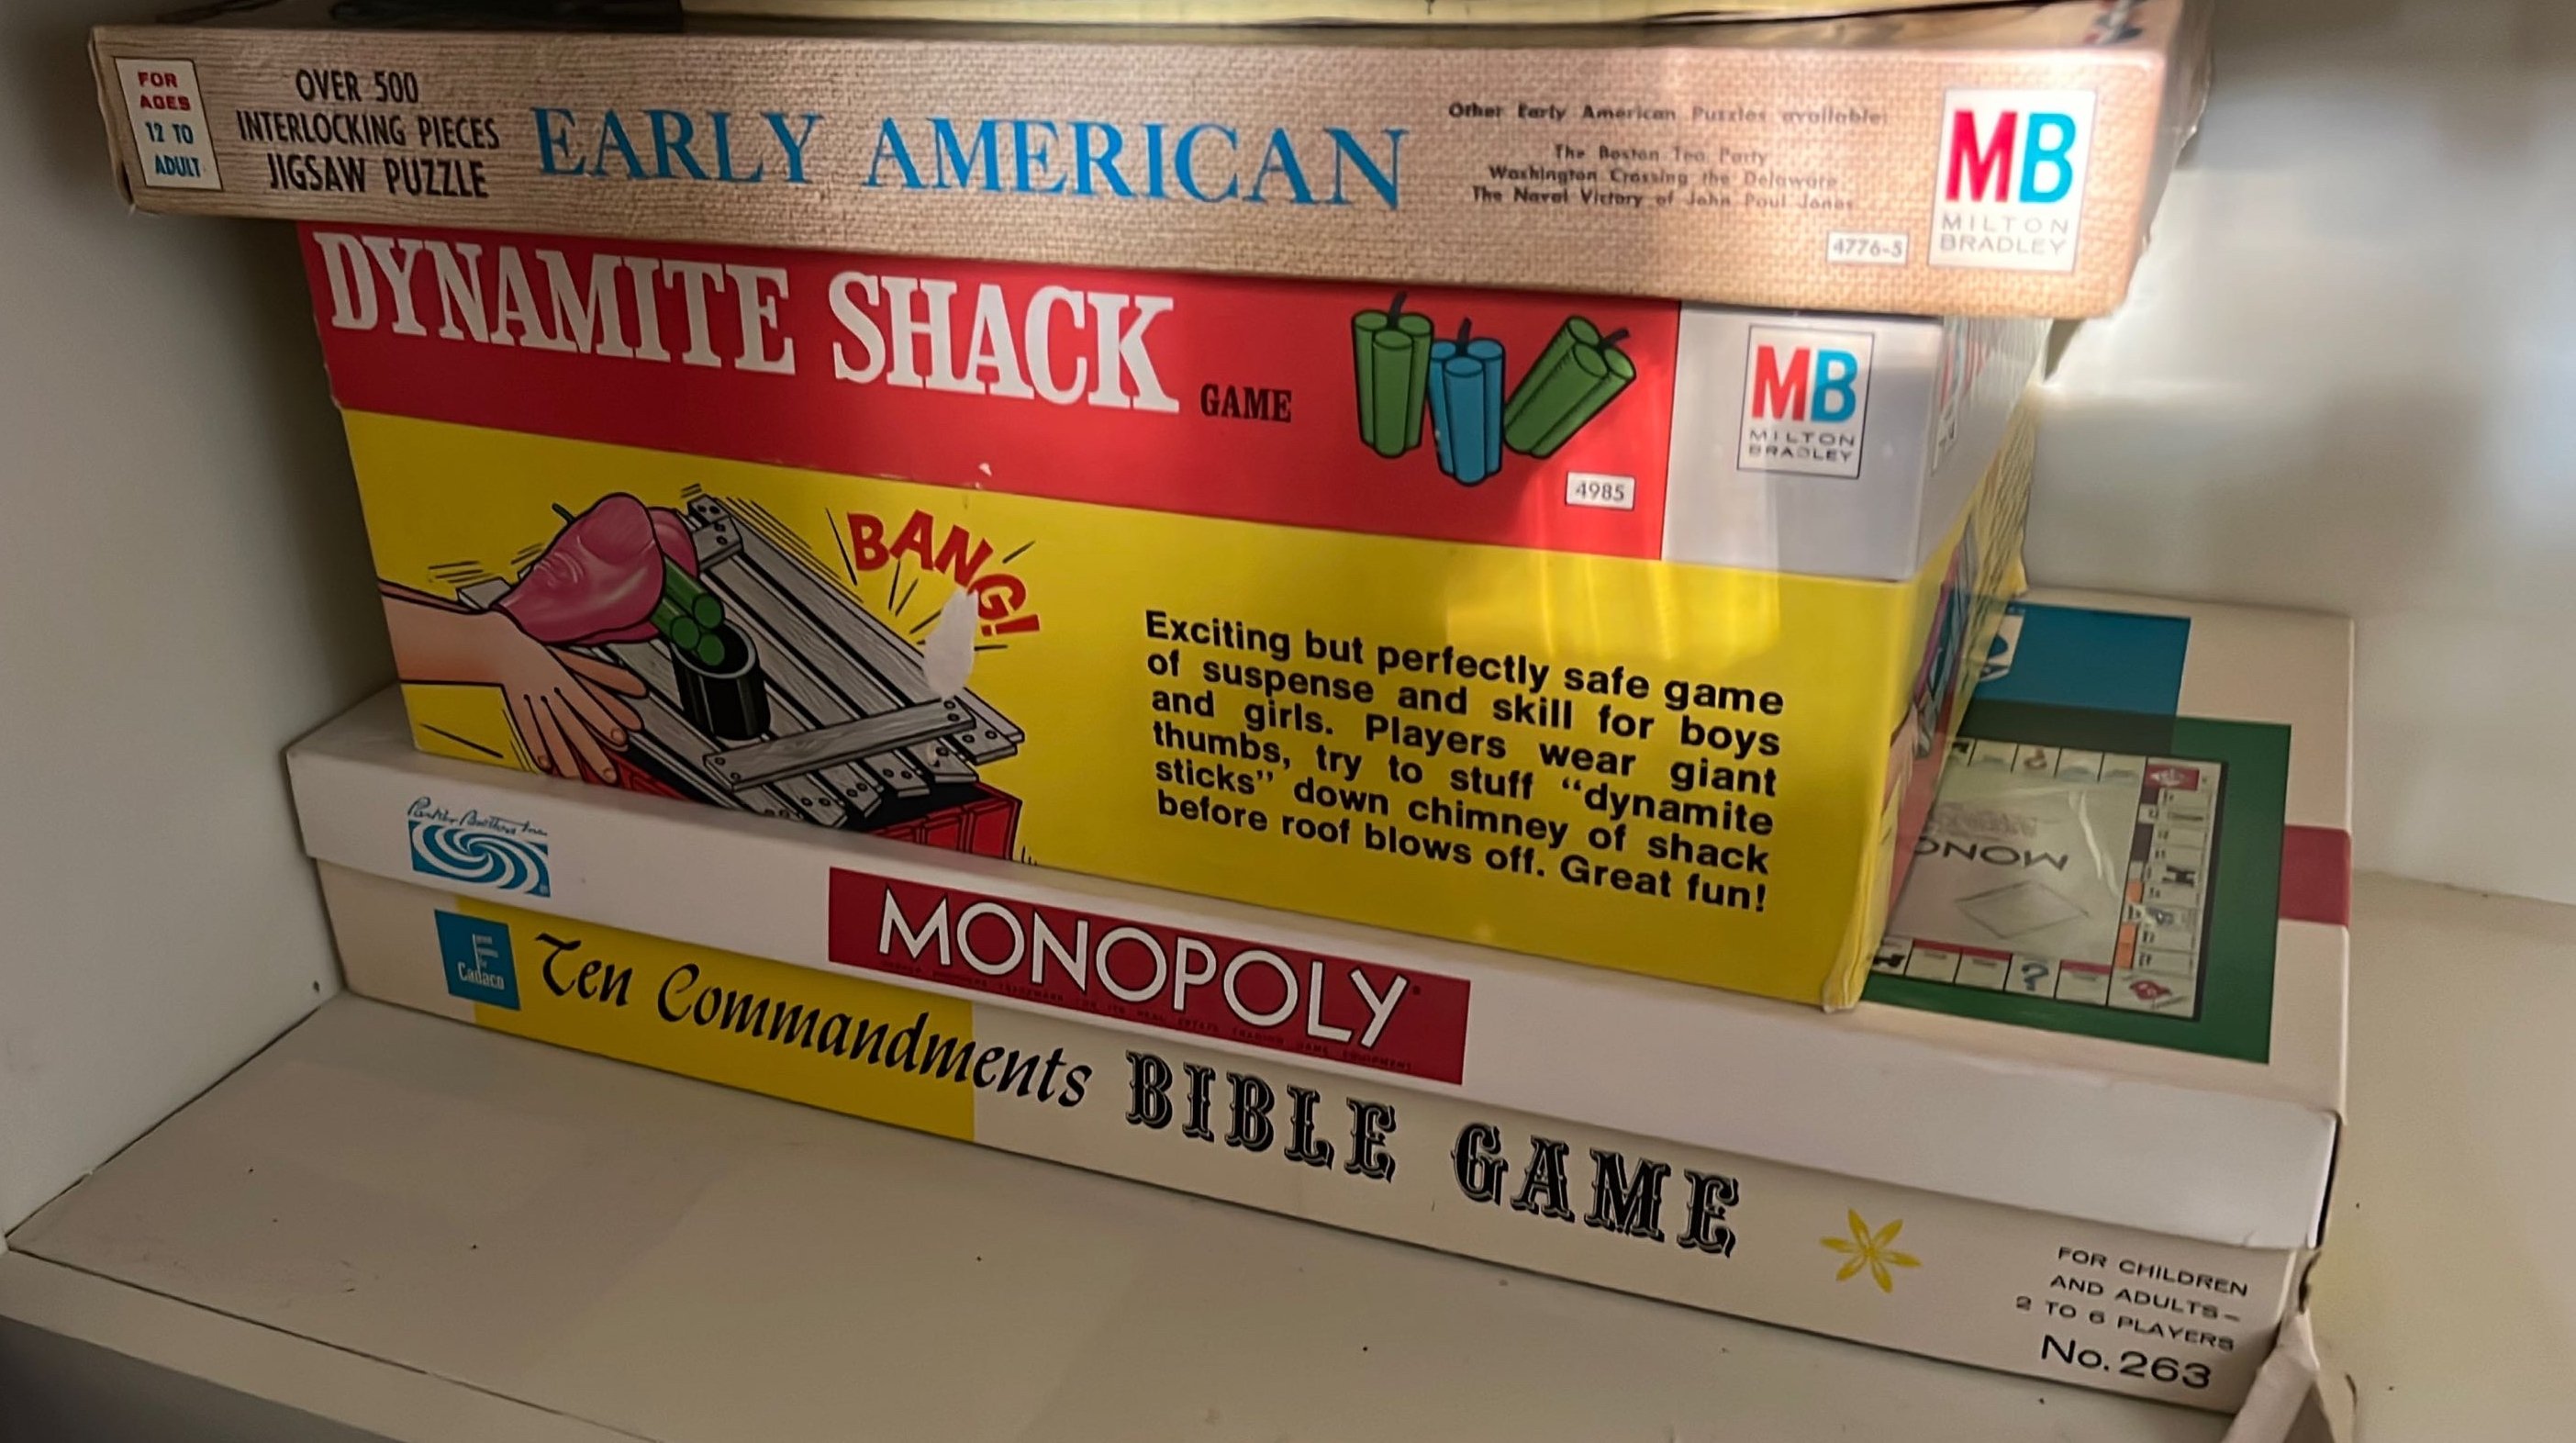 FOR
AGES
12 TO
ADULT
OVER 500
INTERLOCKING PIECES
JIGSAW PUZZLE
EARLY AMERICAN
Other Early American Puzzles available:
The Boston Tea Party
Washington Crossing the Delaware
The Naval Victory of John Paul Jones
4776-5
MB
MILTON
BRADLEY
DYNAMITE SHACK GAME
4985
MB
MILTON
BRADLEY
BANG!
Exciting but perfectly safe game
of suspense and skill for boys
and girls. Players wear giant
thumbs, try to stuff “dynamite
sticks” down chimney of shack
before roof blows off. Great fun!
Parker Brothers Inc.
MONOPOLY
Cadaco
Ten Commandments BIBLE GAME
FOR CHILDREN
AND ADULTS—
2 TO 6 PLAYERS
No. 263